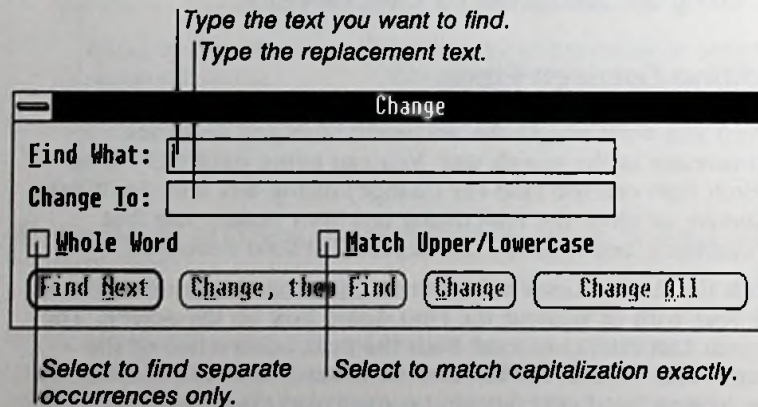 Type the text you want to find.
Type the replacement text.
Change
Find What:
Change To:
Whole Word
Match Upper/Lowercase
Find Next
Change, then Find
Change
Change All
Select to find separate
occurrences only.
Select to match capitalization exactly.